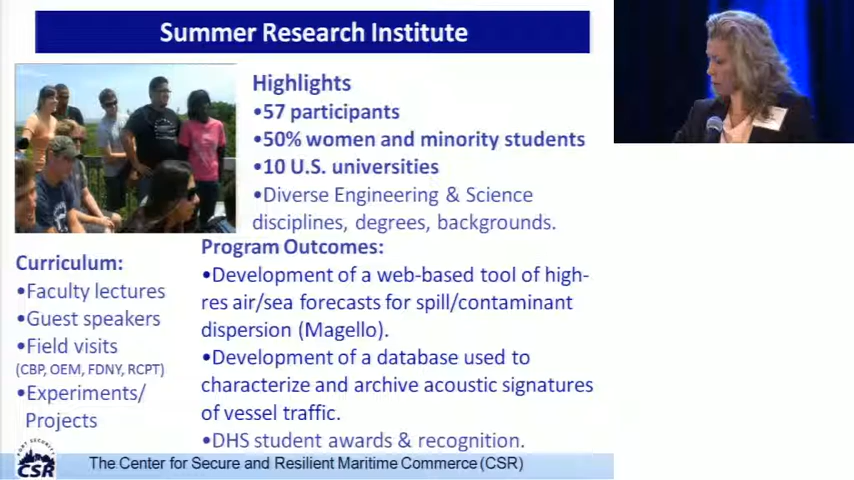 Summer Research Institute
Highlights
•57 participants
•50% women and minority students
•10 U.S. universities
•Diverse Engineering & Science
disciplines, degrees, backgrounds.
Curriculum:
•Faculty lectures
•Guest speakers
•Field visits
(CBP, OEM, FDNY, RCPT)
•Experiments/
Projects
Program Outcomes:
•Development of a web-based tool of high-
res air/sea forecasts for spill/contaminant
dispersion (Magello).
•Development of a database used to
characterize and archive acoustic signatures
of vessel traffic.
•DHS student awards & recognition.
PORT SECURITY
CSR
The Center for Secure and Resilient Maritime Commerce (CSR)